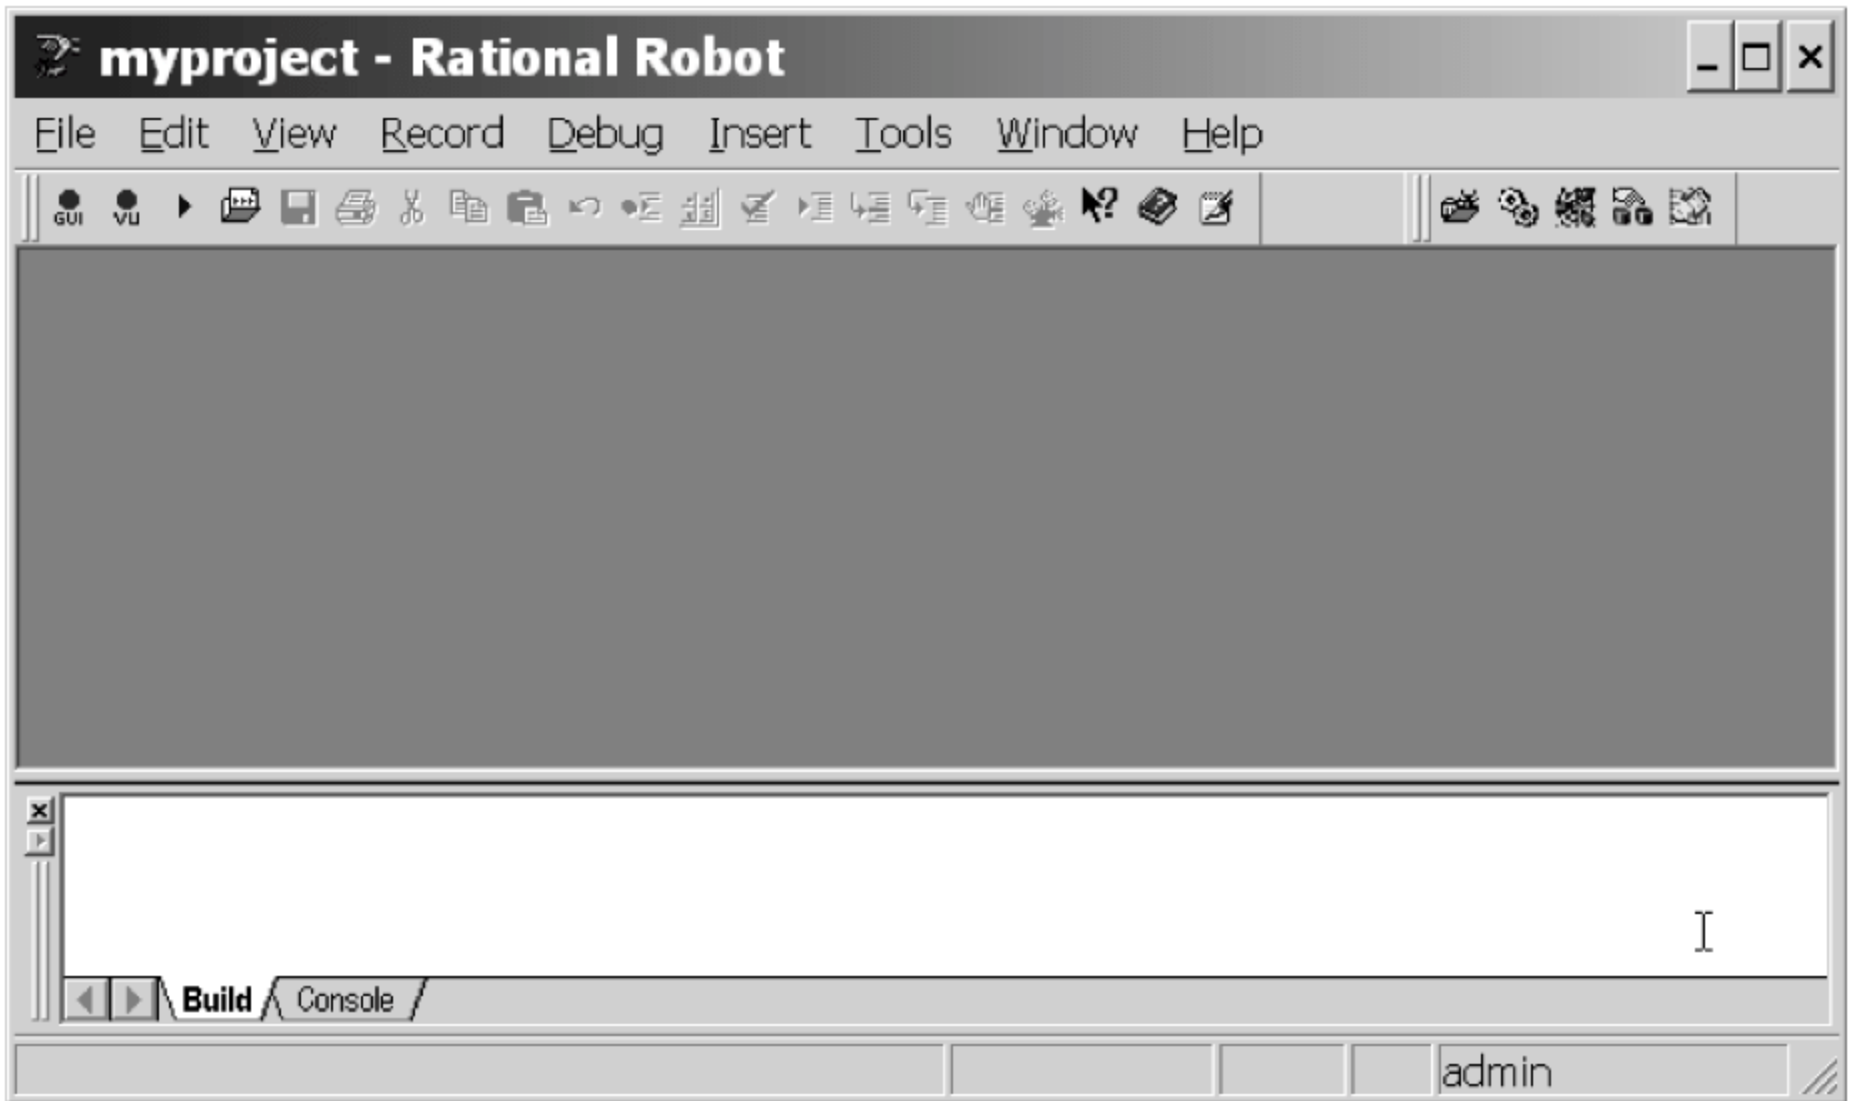 myproject - Rational Robot
File Edit View Record Debug Insert Tools Window Help
GUI VU
Build Console
admin